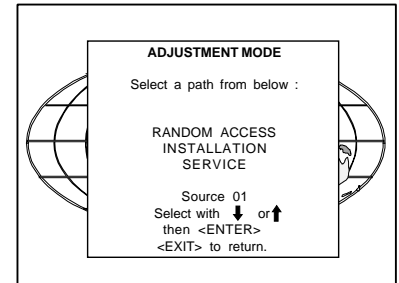 ADJUSTMENT MODE
Select a path from below :
RANDOM ACCESS
INSTALLATION
SERVICE
Source 01
Select with ⬇ or ⬆
then <ENTER>
<EXIT> to return.